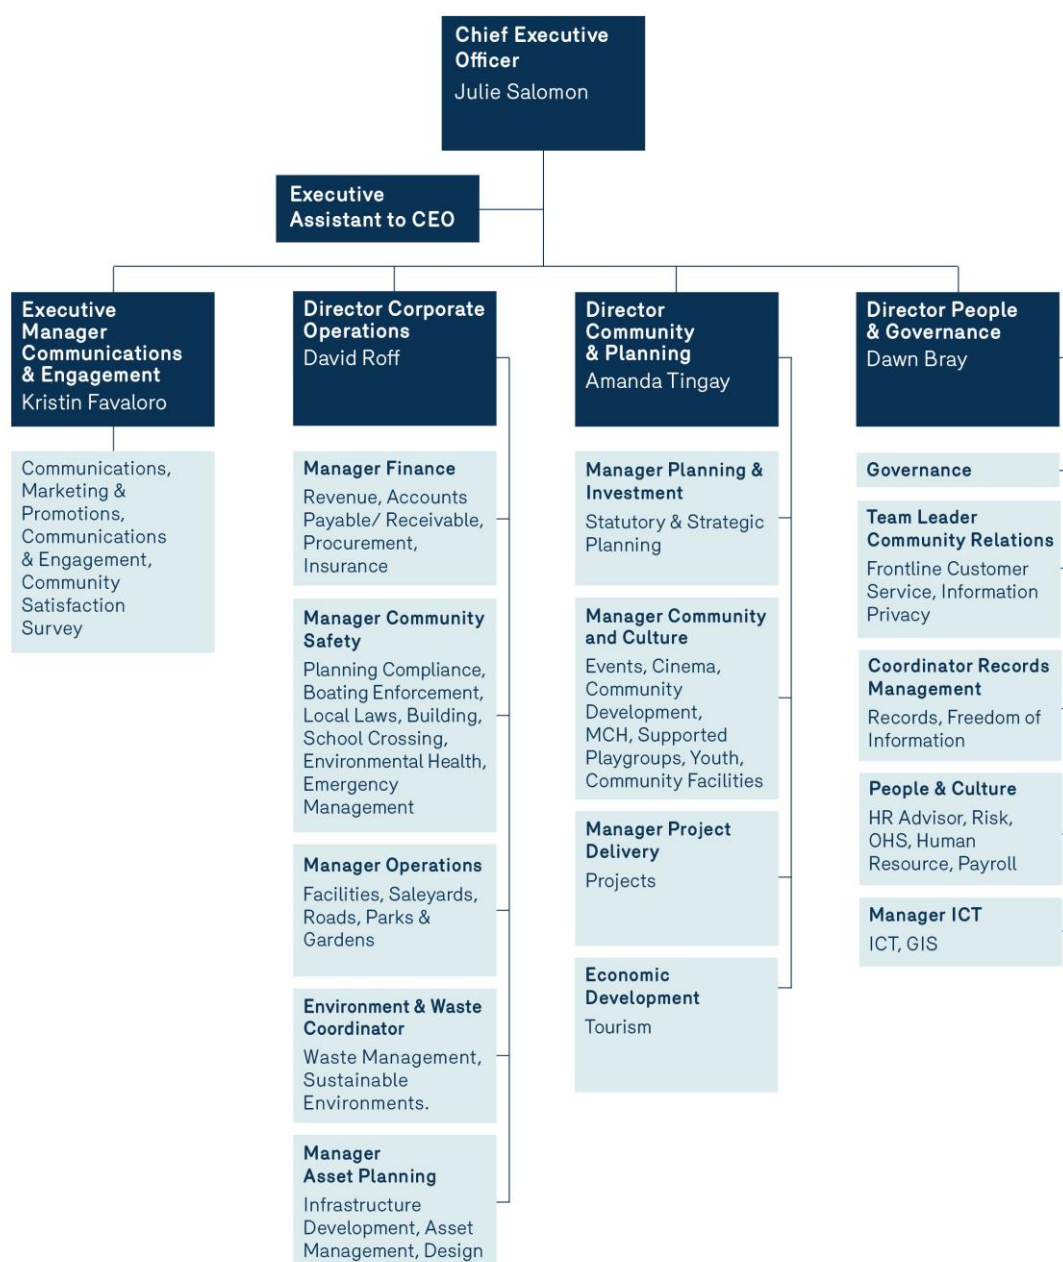 Chief Executive
Officer
Julie Salomon
Executive
Assistant to CEO
Executive
Manager
Communications
& Engagement
Kristin Favaloro
Communications,
Marketing &
Promotions,
Communications
& Engagement,
Community
Satisfaction
Survey
Director Corporate
Operations
David Roff
Manager Finance
Revenue, Accounts
Payable/ Receivable,
Procurement,
Insurance
Manager Community
Safety
Planning Compliance,
Boating Enforcement,
Local Laws, Building,
School Crossing,
Environmental Health,
Emergency
Management
Manager Operations
Facilities, Saleyards,
Roads, Parks &
Gardens
Environment & Waste
Coordinator
Waste Management,
Sustainable
Environments.
Manager
Asset Planning
Infrastructure
Development, Asset
Management, Design
Director
Community
& Planning
Amanda Tingay
Manager Planning &
Investment
Statutory & Strategic
Planning
Manager Community
and Culture
Events, Cinema,
Community
Development,
MCH, Supported
Playgroups, Youth,
Community Facilities
Manager Project
Delivery
Projects
Economic
Development
Tourism
Director People
& Governance
Dawn Bray
Governance
Team Leader
Community Relations
Frontline Customer
Service, Information
Privacy
Coordinator Records
Management
Records, Freedom of
Information
People & Culture
HR Advisor, Risk,
OHS, Human
Resource, Payroll
Manager ICT
ICT, GIS